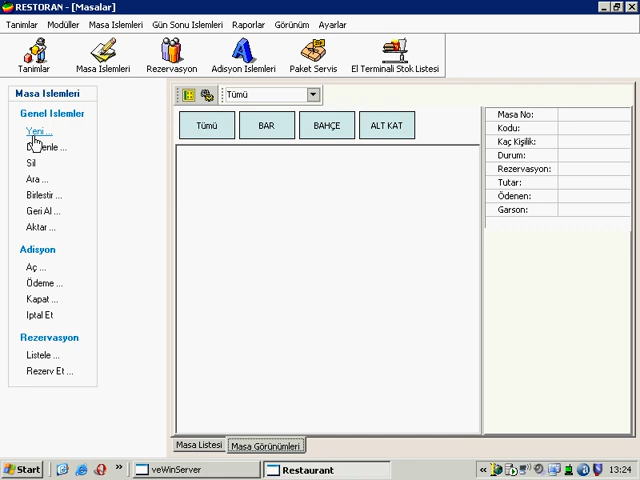 RESTORAN - [Masalar]
Tanımlar Modüller Masa Islemleri Gün Sonu Islemleri Raporlar Görünüm Ayarlar
Tanımlar Masa Islemleri Rezervasyon Adisyon Islemleri Paket Servis El Terminali Stok Listesi
Masa Islemleri
Genel Islemler
Yeni ...
Sil
Ara ...
Birlestir ...
Geri Al ...
Aktar ...
Adisyon
Aç ...
Ödeme ...
Kapat ...
Iptal Et
Rezervasyon
Listele ...
Rezerv Et ...
Tümü
Tümü BAR BAHÇE ALT KAT
Masa No:
Kodu:
Kaç Kişilik:
Durum:
Rezervasyon:
Tutar:
Ödenen:
Garson:
Masa Listesi Masa Görünümleri
Start » veWinServer Restaurant « 13:24